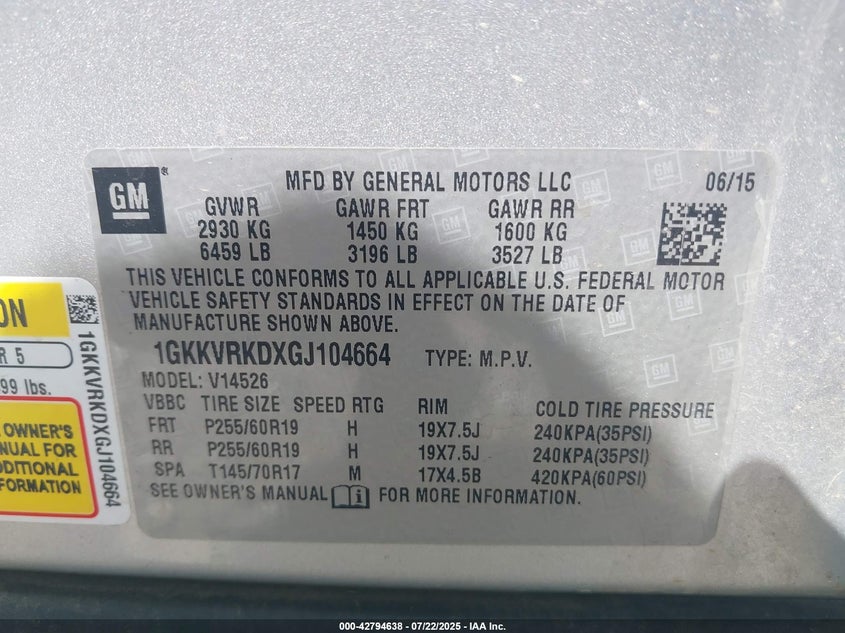 GM ®
MFD BY GENERAL MOTORS LLC 06/15
GVWR GAWR FRT GAWR RR
2930 KG 1450 KG 1600 KG
6459 LB 3196 LB 3527 LB
THIS VEHICLE CONFORMS TO ALL APPLICABLE U.S. FEDERAL MOTOR
VEHICLE SAFETY STANDARDS IN EFFECT ON THE DATE OF
MANUFACTURE SHOWN ABOVE.
1GKKVRKDXGJ104664 TYPE: M.P.V.
MODEL: V14526
VBBC TIRE SIZE SPEED RTG RIM COLD TIRE PRESSURE
FRT P255/60R19 H 19X7.5J 240KPA(35PSI)
RR P255/60R19 H 19X7.5J 240KPA(35PSI)
SPA T145/70R17 M 17X4.5B 420KPA(60PSI)
SEE OWNER'S MANUAL FOR MORE INFORMATION.
ON
R 5
99 lbs.
OWNER'S
NUAL FOR
DITIONAL
FORMATION
1GKKVRKDXGJ104664
000-42794638 - 07/22/2025 - IAA Inc.